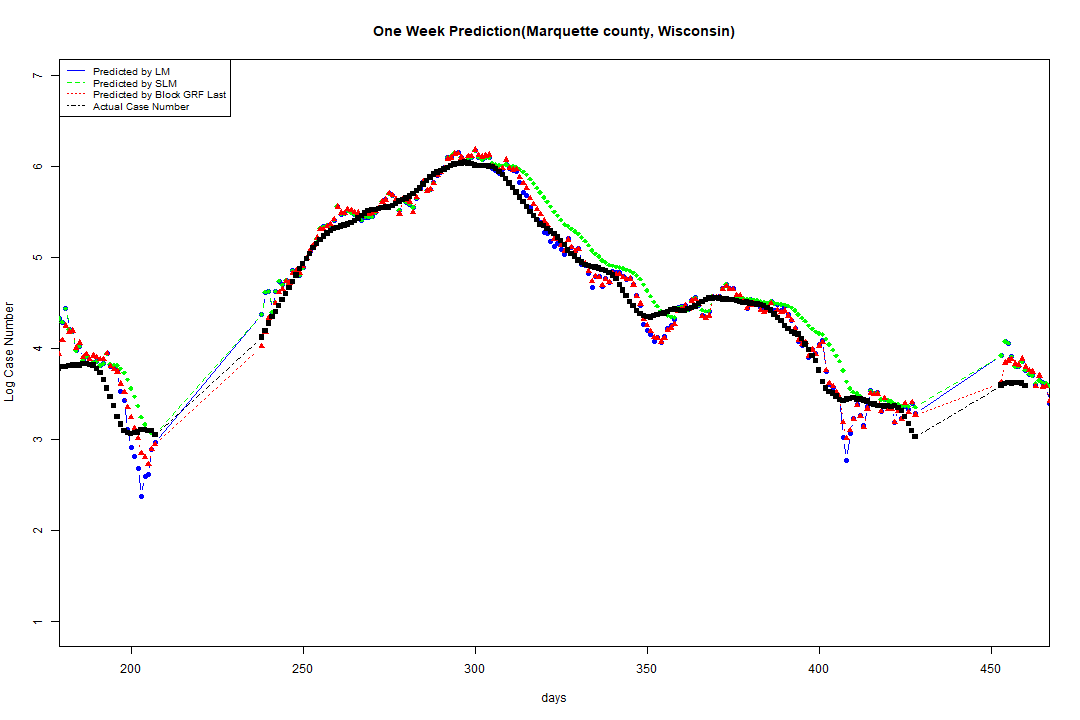 One Week Prediction(Marquette county, Wisconsin)
Predicted by LM
Predicted by SLM
Predicted by Block GRF Last
Actual Case Number
7
6
5
4
3
2
1
Log Case Number
200 250 300 350 400 450
days